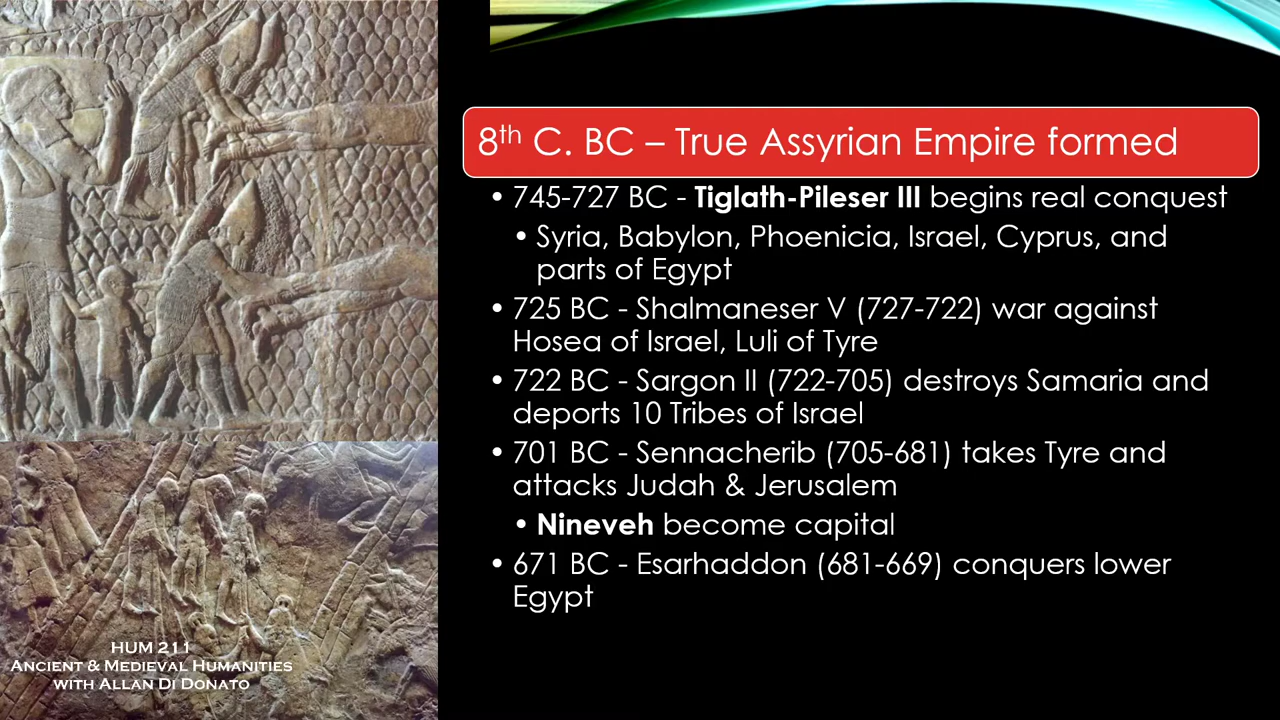 8th C. BC – True Assyrian Empire formed
• 745-727 BC - Tiglath-Pileser III begins real conquest
• Syria, Babylon, Phoenicia, Israel, Cyprus, and
parts of Egypt
• 725 BC - Shalmaneser V (727-722) war against
Hosea of Israel, Luli of Tyre
• 722 BC - Sargon II (722-705) destroys Samaria and
deports 10 Tribes of Israel
• 701 BC - Sennacherib (705-681) takes Tyre and
attacks Judah & Jerusalem
• Nineveh become capital
• 671 BC - Esarhaddon (681-669) conquers lower
Egypt
HUM 211
Ancient & Medieval Humanities
with Allan Di Donato